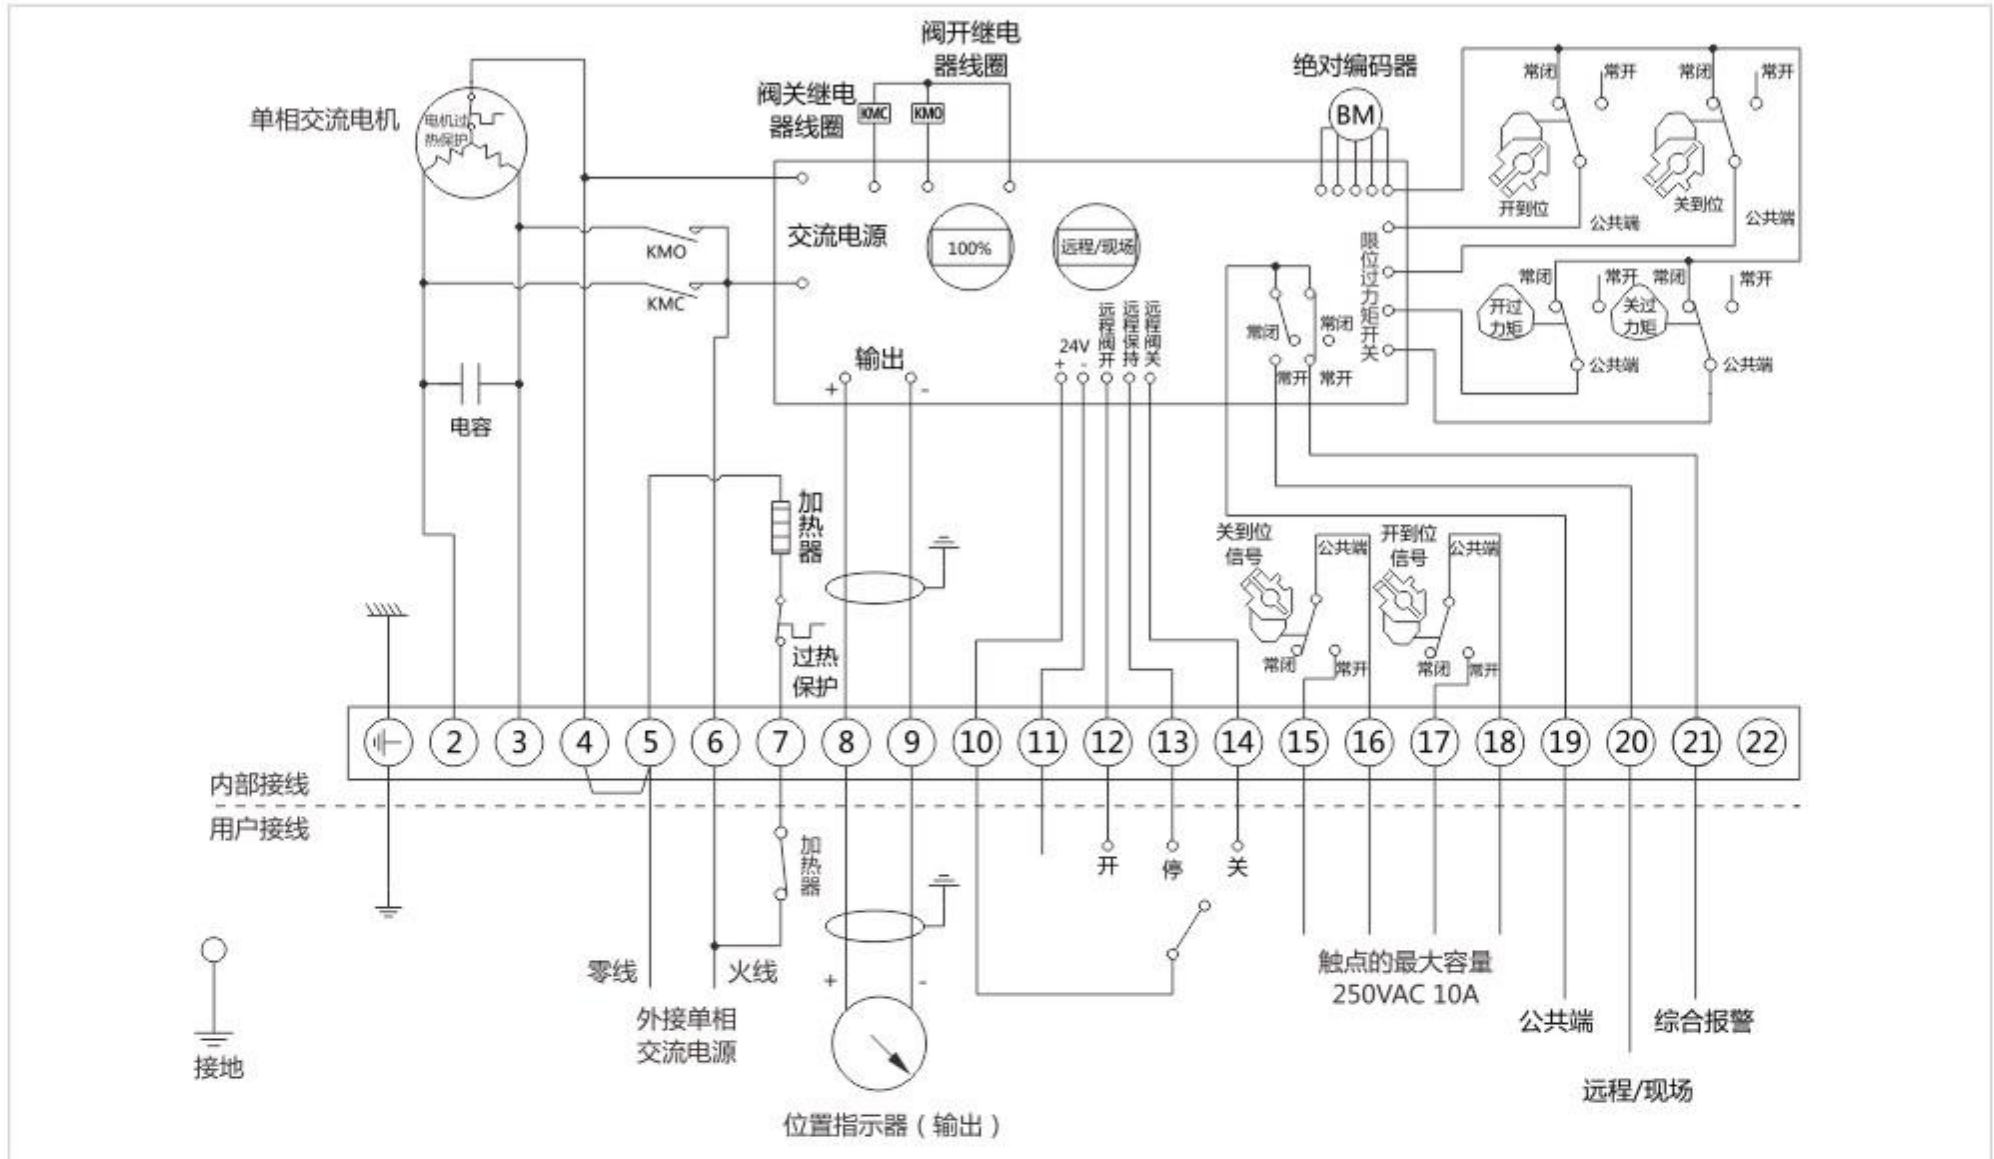 阀开继电
器线圈
阀关继电
器线圈
KMC
KMO
单相交流电机
电机过
热保护
绝对编码器
BM
常闭
常开
常闭
常开
开到位
关到位
公共端
公共端
交流电源
100%
远程/现场
KMO
KMC
限位过力矩开关
常闭
常开
常闭
常开
开过
力矩
关过
力矩
公共端
公共端
常闭
常闭
常开
常开
输出
+
-
24V
+
-
远程阀开
远程保持
远程阀关
电容
加热器
过热
保护
关到位
信号
公共端
开到位
信号
公共端
常闭
常开
常闭
常开
2
3
4
5
6
7
8
9
10
11
12
13
14
15
16
17
18
19
20
21
22
内部接线
用户接线
加热器
开
停
关
零线
火线
外接单相
交流电源
+
-
触点的最大容量
250VAC 10A
公共端
综合报警
远程/现场
接地
位置指示器（输出）